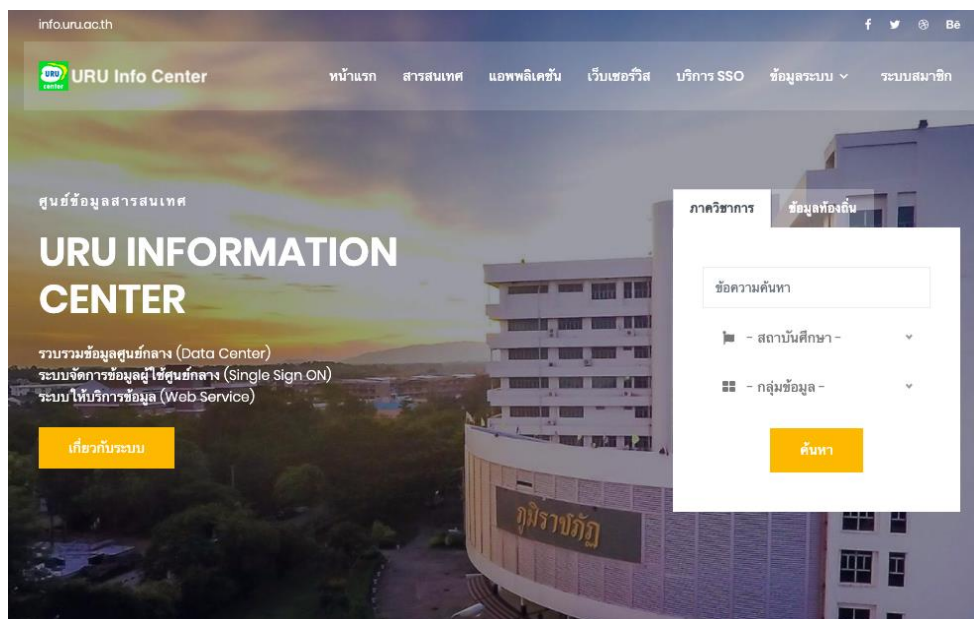 info.uru.ac.th
f Bē
URU center
URU Info Center
หน้าแรก สารสนเทศ แอพพลิเคชัน เว็บเซอร์วิส บริการ SSO ข้อมูลระบบ ระบบสมาชิก
ศูนย์ข้อมูลสารสนเทศ
URU INFORMATION
CENTER
รวบรวมข้อมูลศูนย์กลาง (Data Center)
ระบบจัดการข้อมูลผู้ใช้ศูนย์กลาง (Single Sign ON)
ระบบให้บริการข้อมูล (Web Service)
เกี่ยวกับระบบ
ภาควิชาการ ข้อมูลท้องถิ่น
ข้อความค้นหา
- สถาบันศึกษา -
- กลุ่มข้อมูล -
ค้นหา
ภูมิราชภัฏ